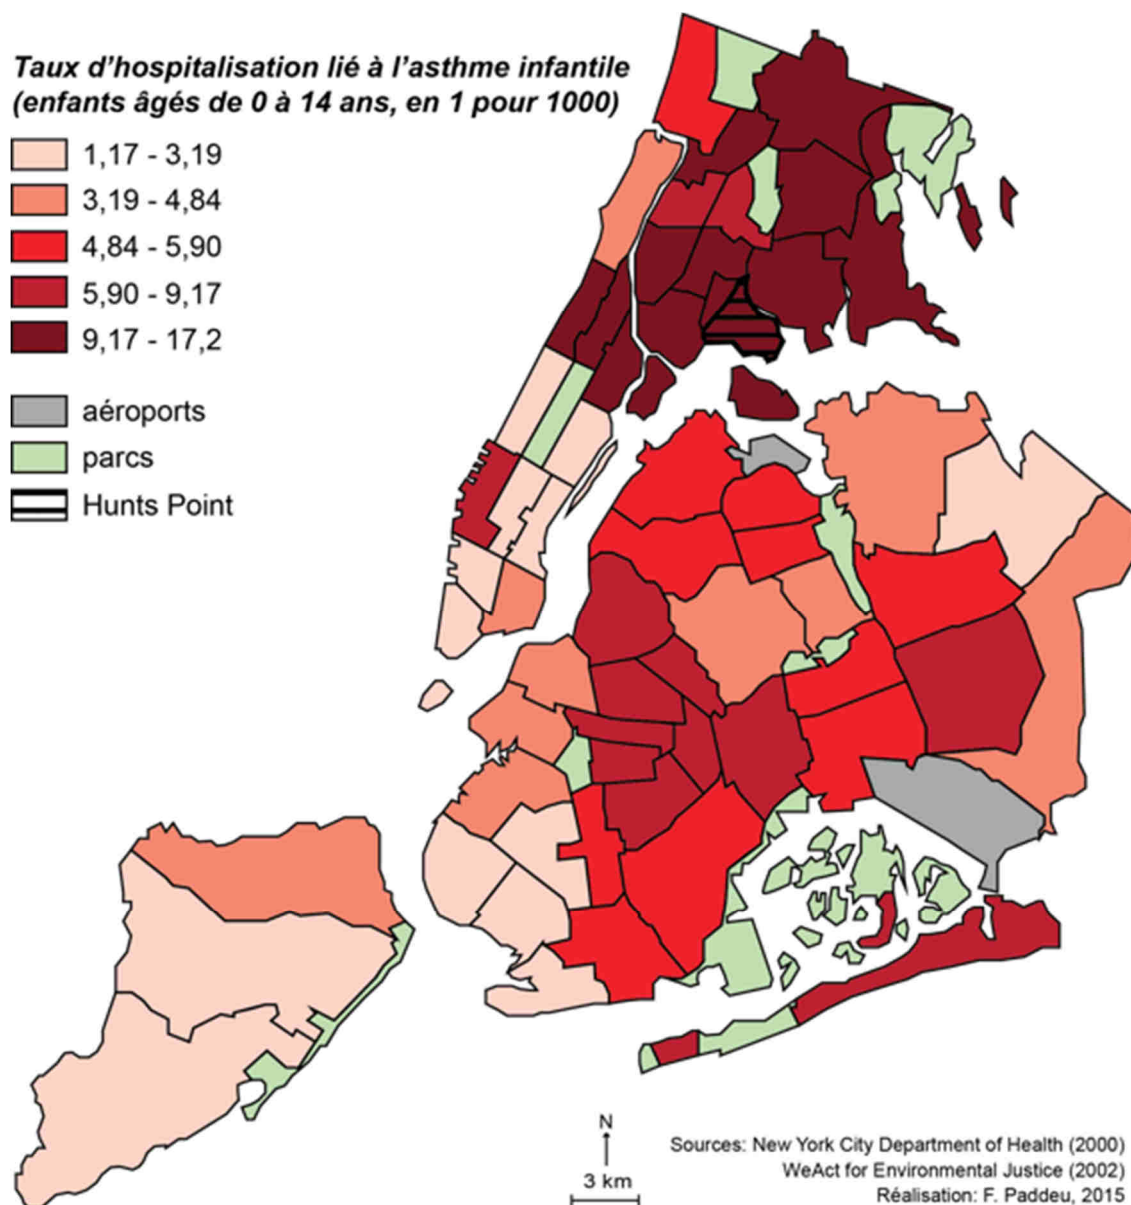 Taux d'hospitalisation lié à l'asthme infantile
(enfants âgés de 0 à 14 ans, en 1 pour 1000)
1,17 - 3,19
3,19 - 4,84
4,84 - 5,90
5,90 - 9,17
9,17 - 17,2
aéroports
parcs
Hunts Point
N
3 km
Sources: New York City Department of Health (2000)
WeAct for Environmental Justice (2002)
Réalisation: F. Paddeu, 2015